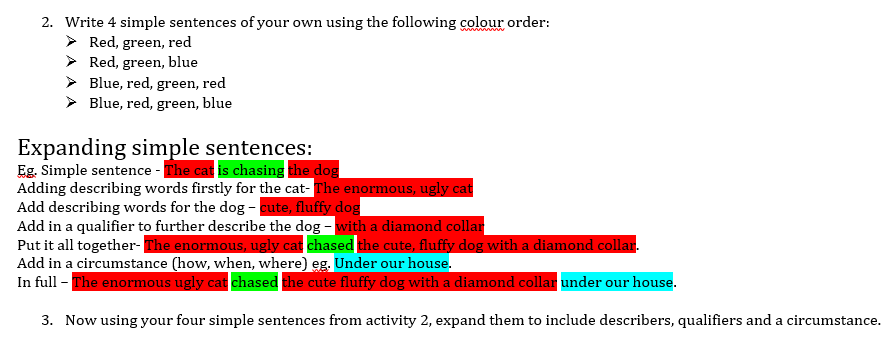 2. Write 4 simple sentences of your own using the following colour order:
➢ Red, green, red
➢ Red, green, blue
➢ Blue, red, green, red
➢ Blue, red, green, blue
Expanding simple sentences:
Eg. Simple sentence - The cat is chasing the dog
Adding describing words firstly for the cat- The enormous, ugly cat
Add describing words for the dog – cute, fluffy dog
Add in a qualifier to further describe the dog – with a diamond collar
Put it all together- The enormous, ugly cat chased the cute, fluffy dog with a diamond collar.
Add in a circumstance (how, when, where) eg. Under our house.
In full – The enormous ugly cat chased the cute fluffy dog with a diamond collar under our house.
3. Now using your four simple sentences from activity 2, expand them to include describers, qualifiers and a circumstance.